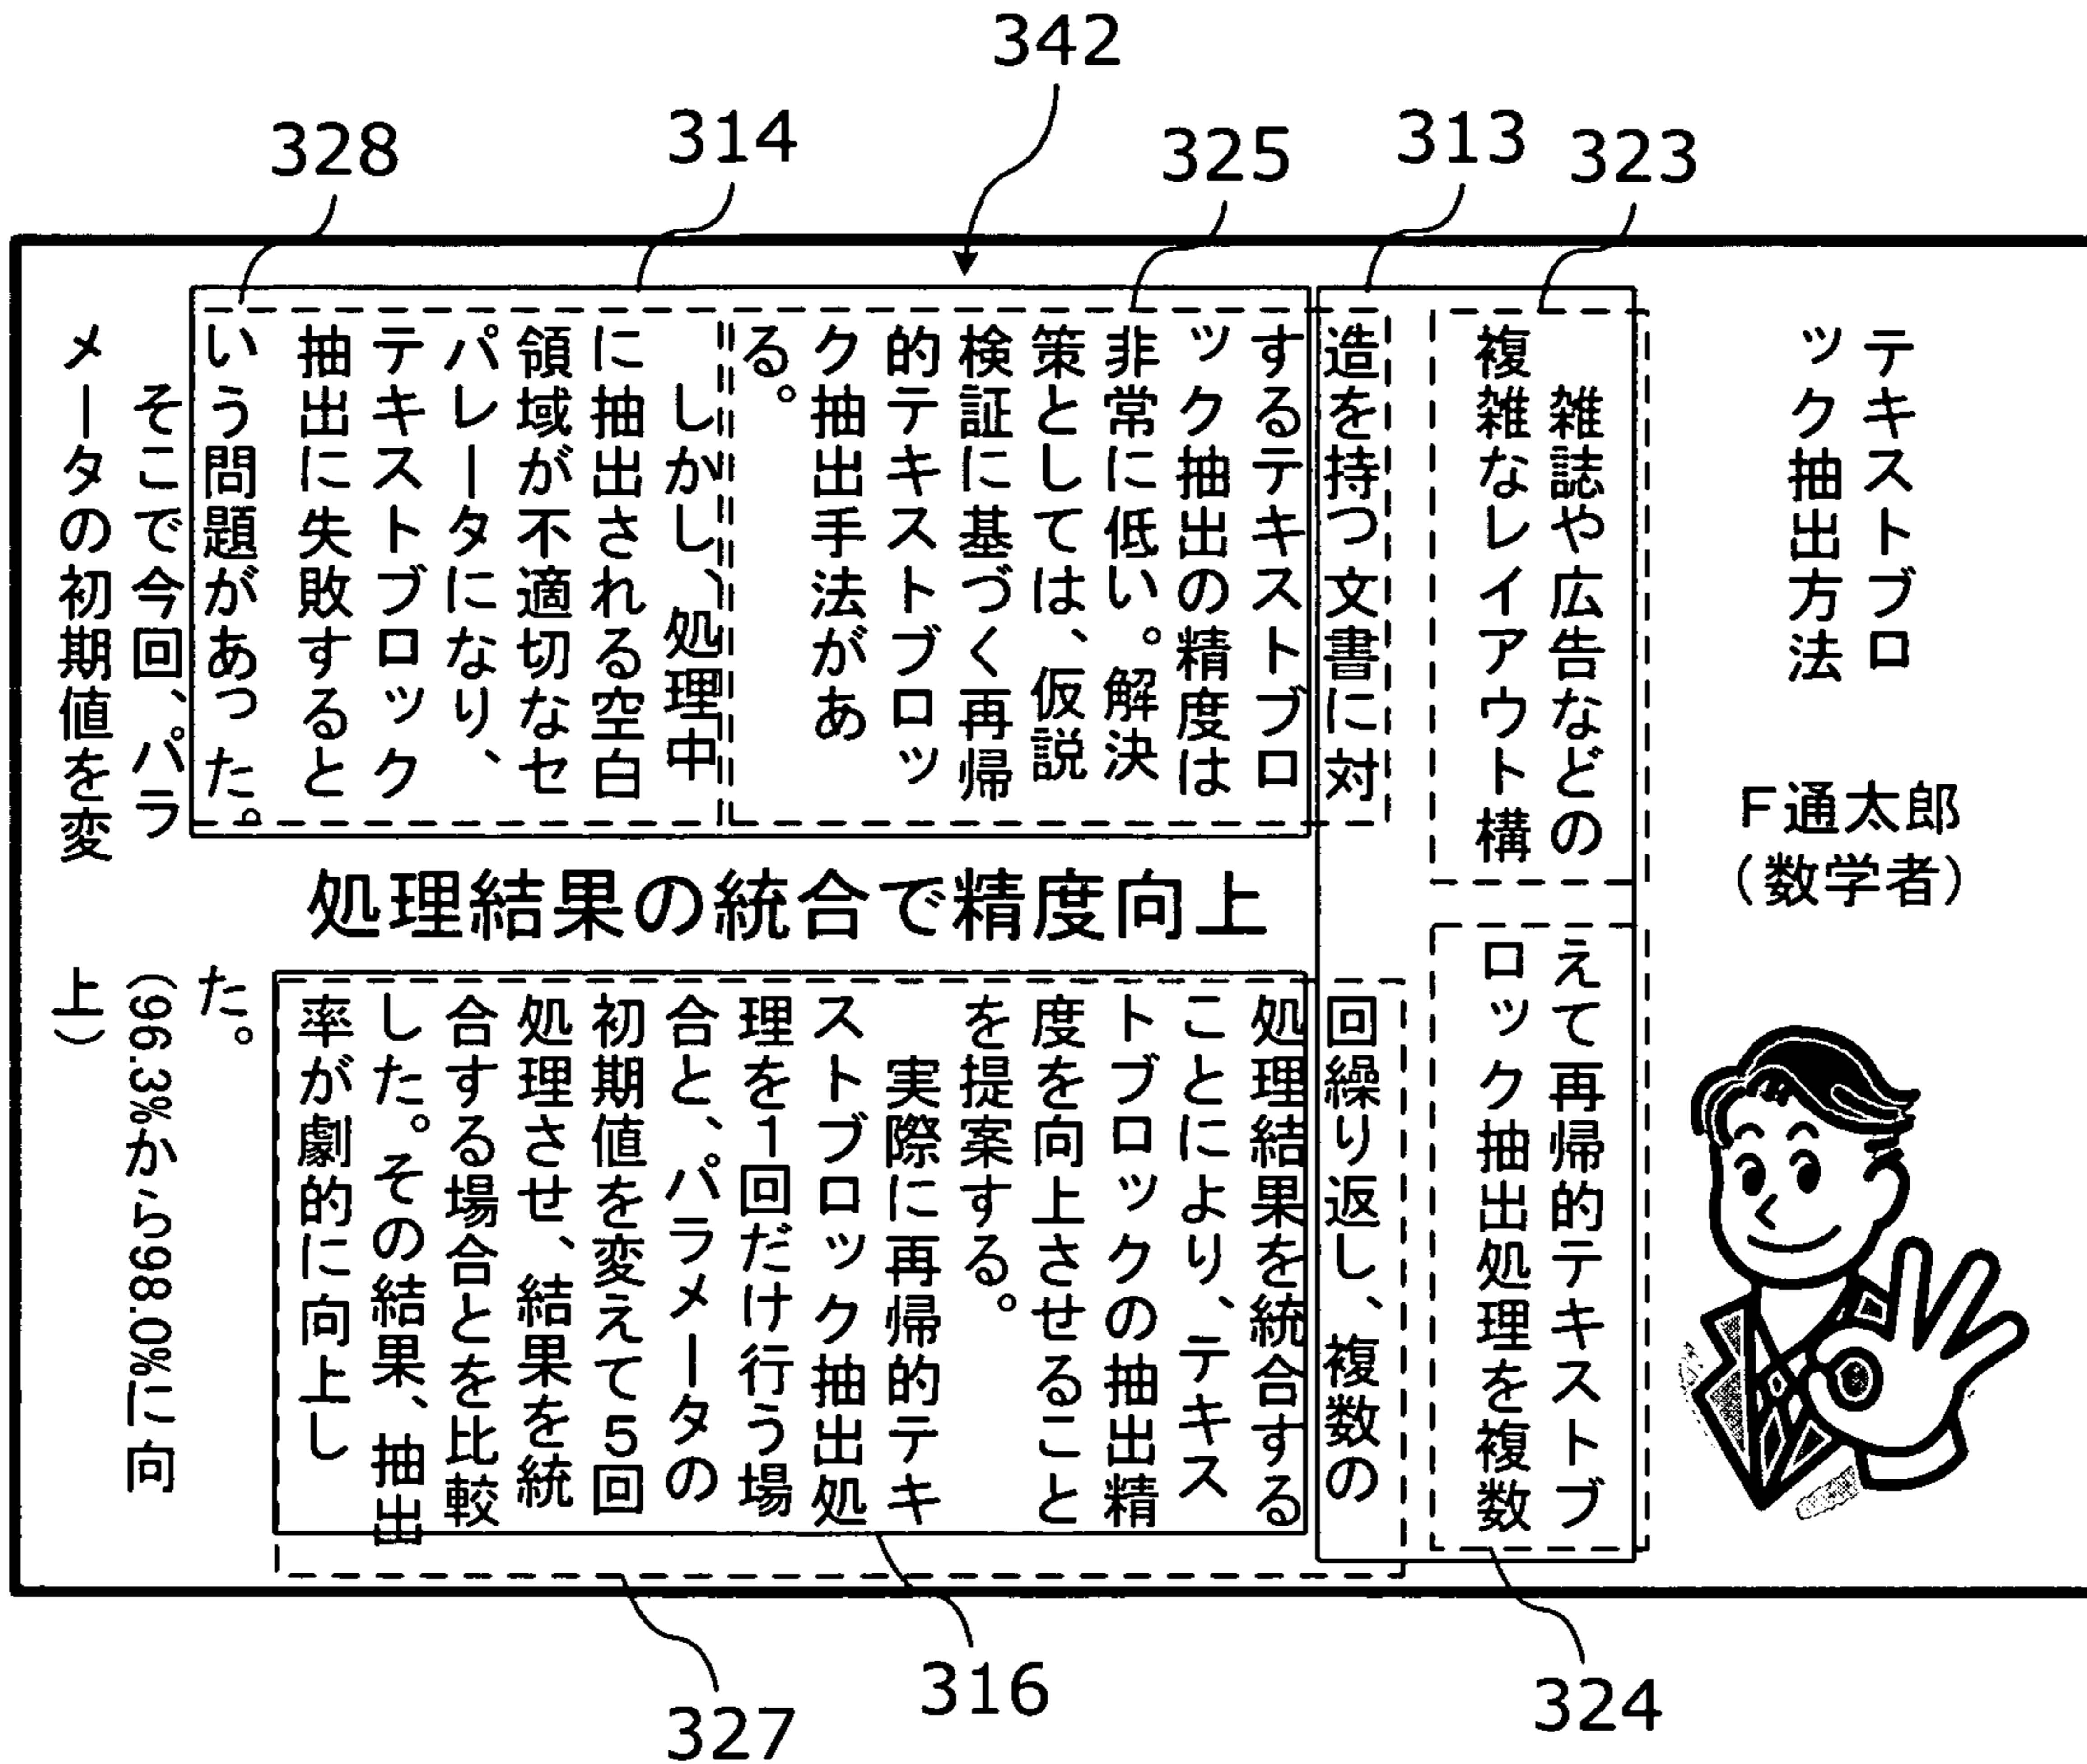 342
328
314
325
313
323
テキストブロ
ック抽出方法
F通太郎
(数学者)
　雑誌や広告などの
複雑なレイアウト構
造を持つ文書に対
するテキストブロ
ック抽出の精度は
非常に低い。解決
策としては、仮説
検証に基づく再帰
的テキストブロッ
ク抽出手法があ
る。
　しかし、処理中
に抽出される空白
領域が不適切なセ
パレータになり、
テキストブロック
抽出に失敗すると
いう問題があった。
　そこで今回、パラ
メータの初期値を変
処理結果の統合で精度向上
えて再帰的テキストブ
ロック抽出処理を複数
回繰り返し、複数の
処理結果を統合する
ことにより、テキス
トブロックの抽出精
度を向上させること
を提案する。
　実際に再帰的テキ
ストブロック抽出処
理を1回だけ行う場
合と、パラメータの
初期値を変えて5回
処理させ、結果を統
合する場合とを比較
した。その結果、抽出
率が劇的に向上し
た。
(96.3%から98.0%に向
上)
327
316
324